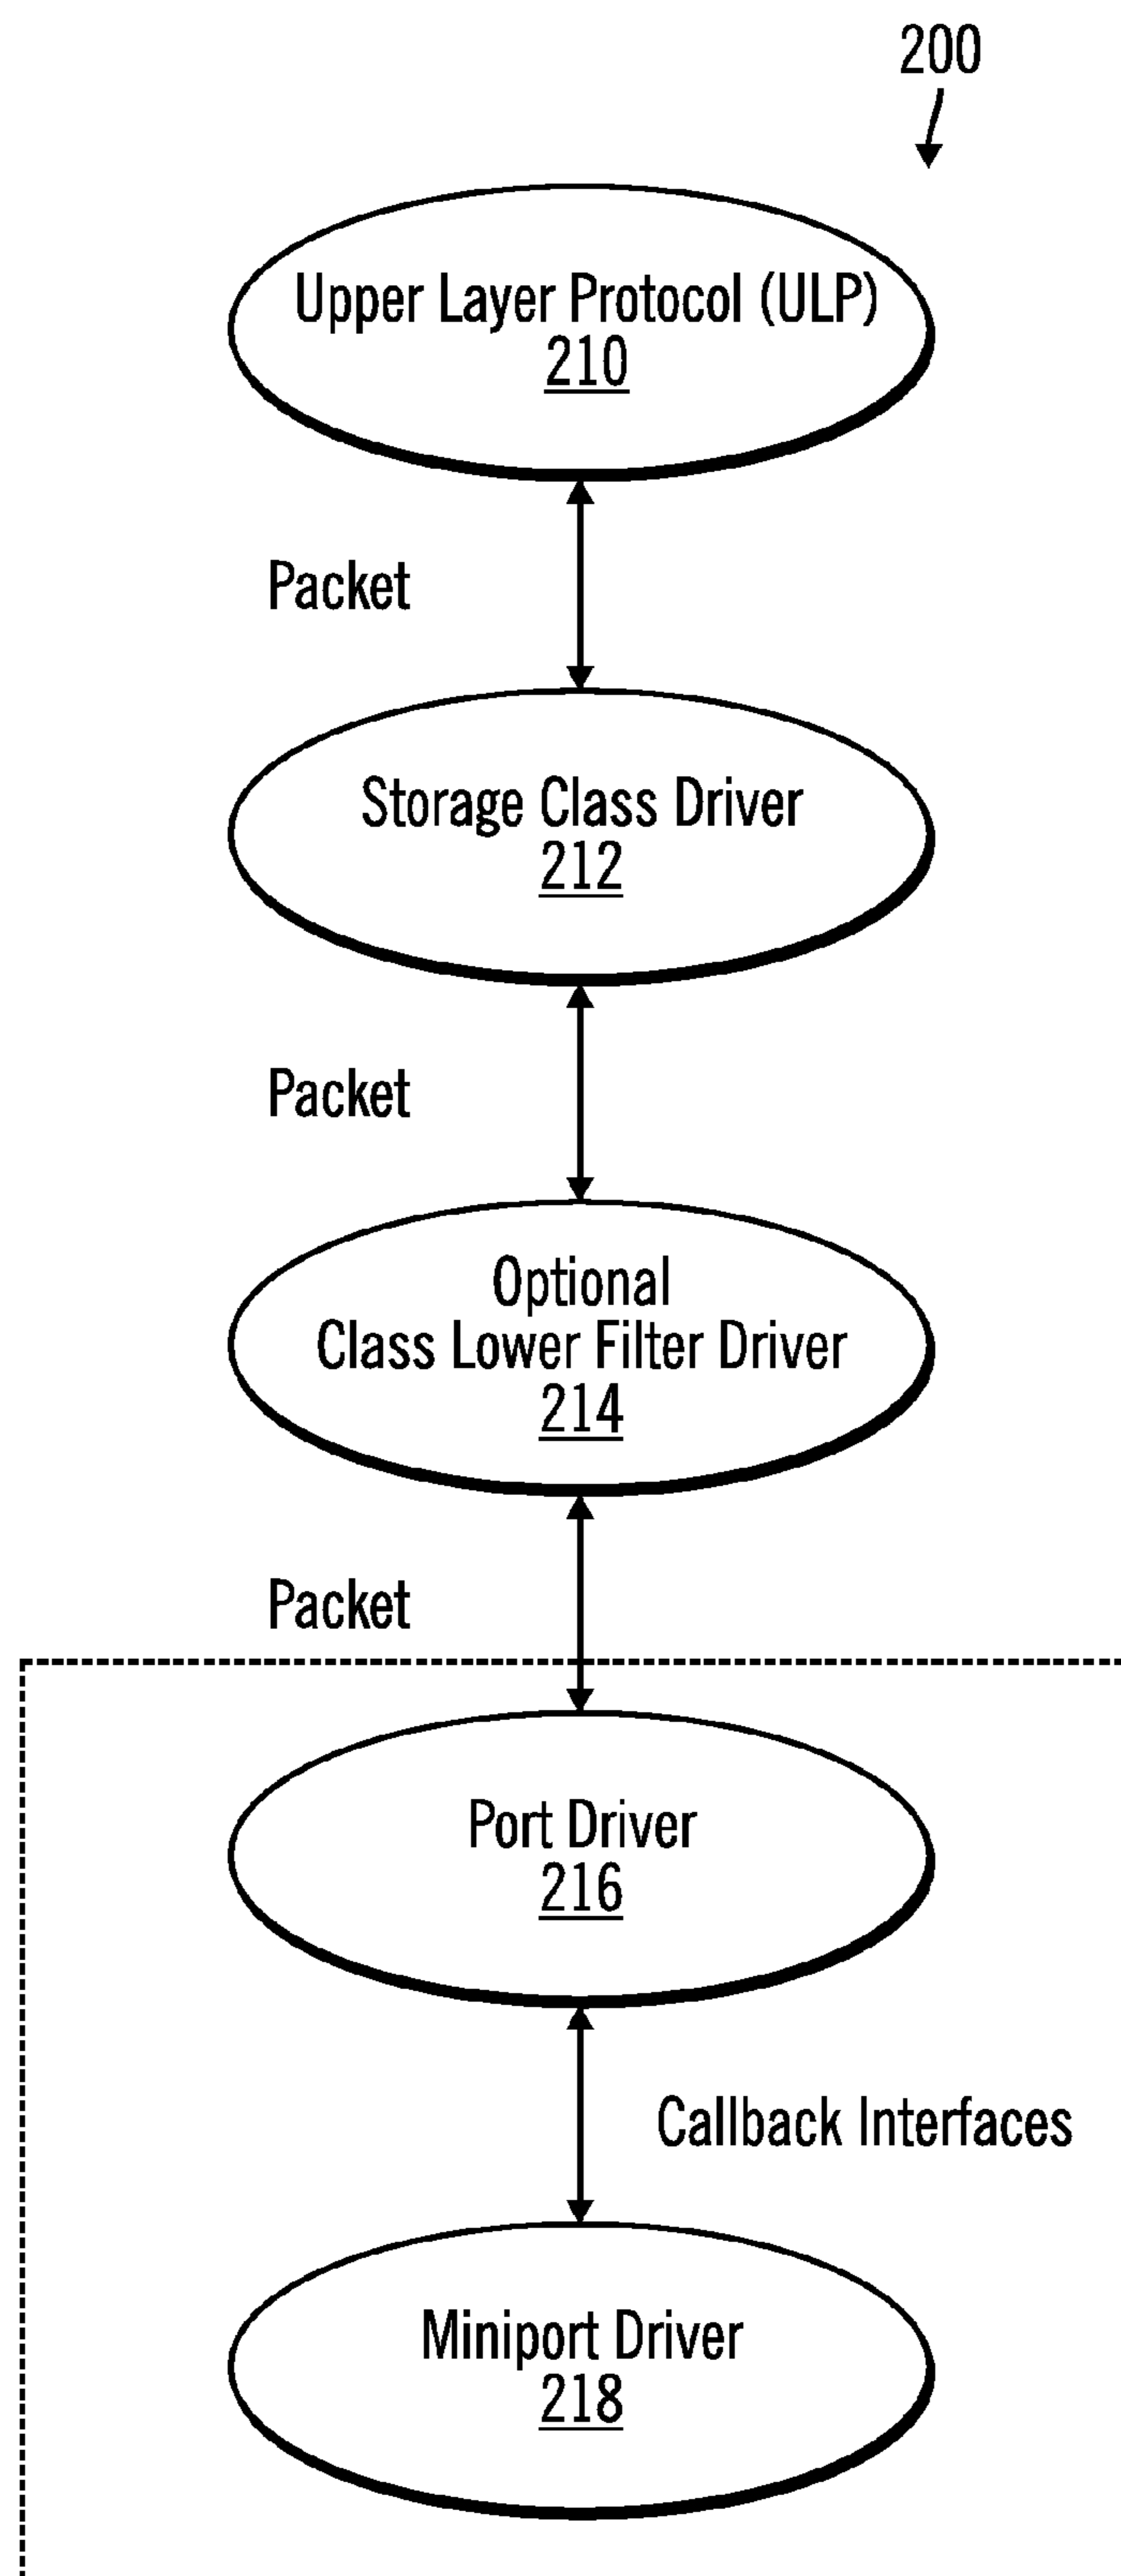 200
Upper Layer Protocol (ULP)
210
Packet
Storage Class Driver
212
Packet
Optional
Class Lower Filter Driver
214
Packet
Port Driver
216
Callback Interfaces
Miniport Driver
218